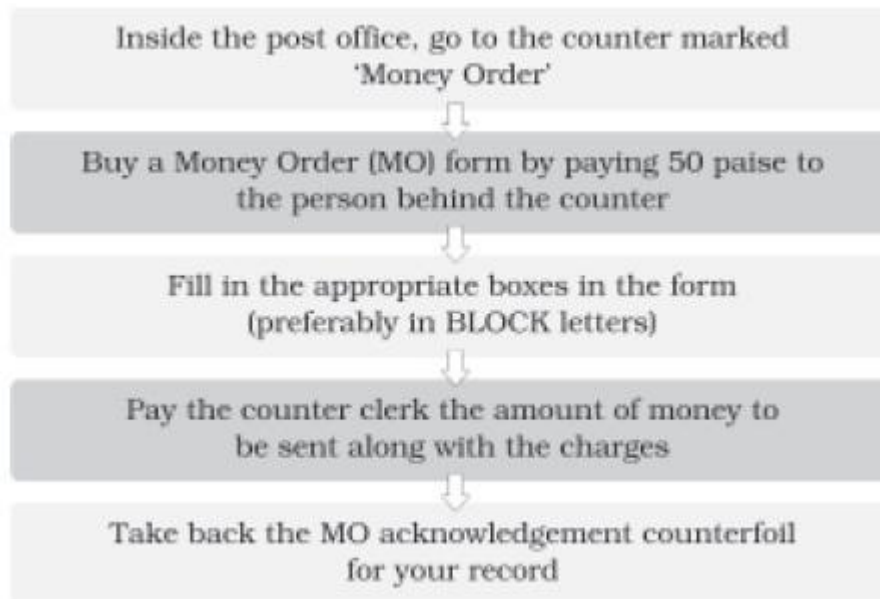 Inside the post office, go to the counter marked
‘Money Order’
Buy a Money Order (MO) form by paying 50 paise to
the person behind the counter
Fill in the appropriate boxes in the form
(preferably in BLOCK letters)
Pay the counter clerk the amount of money to
be sent along with the charges
Take back the MO acknowledgement counterfoil
for your record